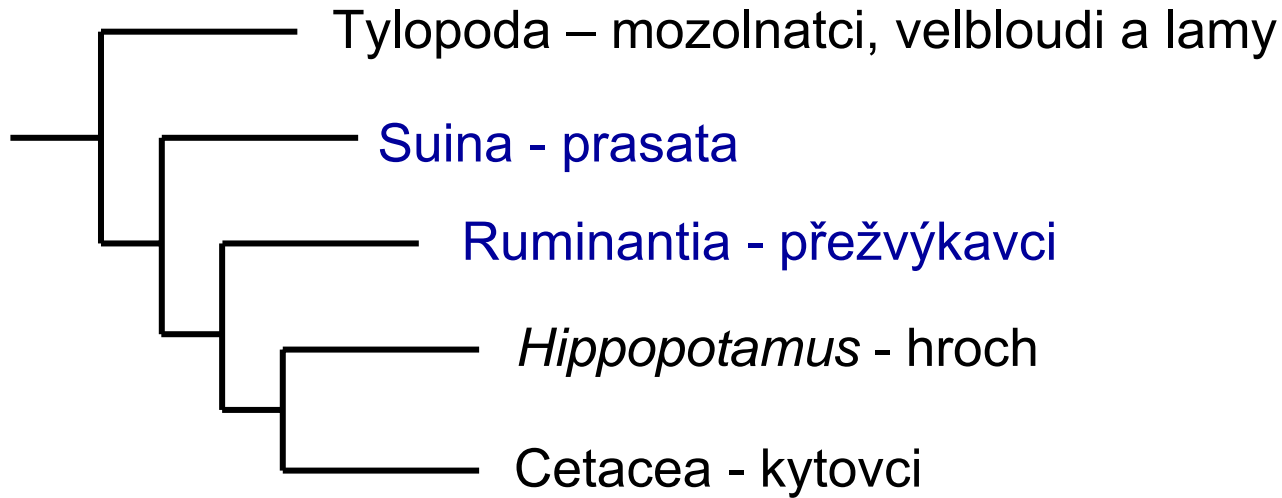 Tylopoda – mozolnatci, velbloudi a lamy
Suina - prasata
Ruminantia - přežvýkavci
Hippopotamus - hroch
Cetacea - kytovci